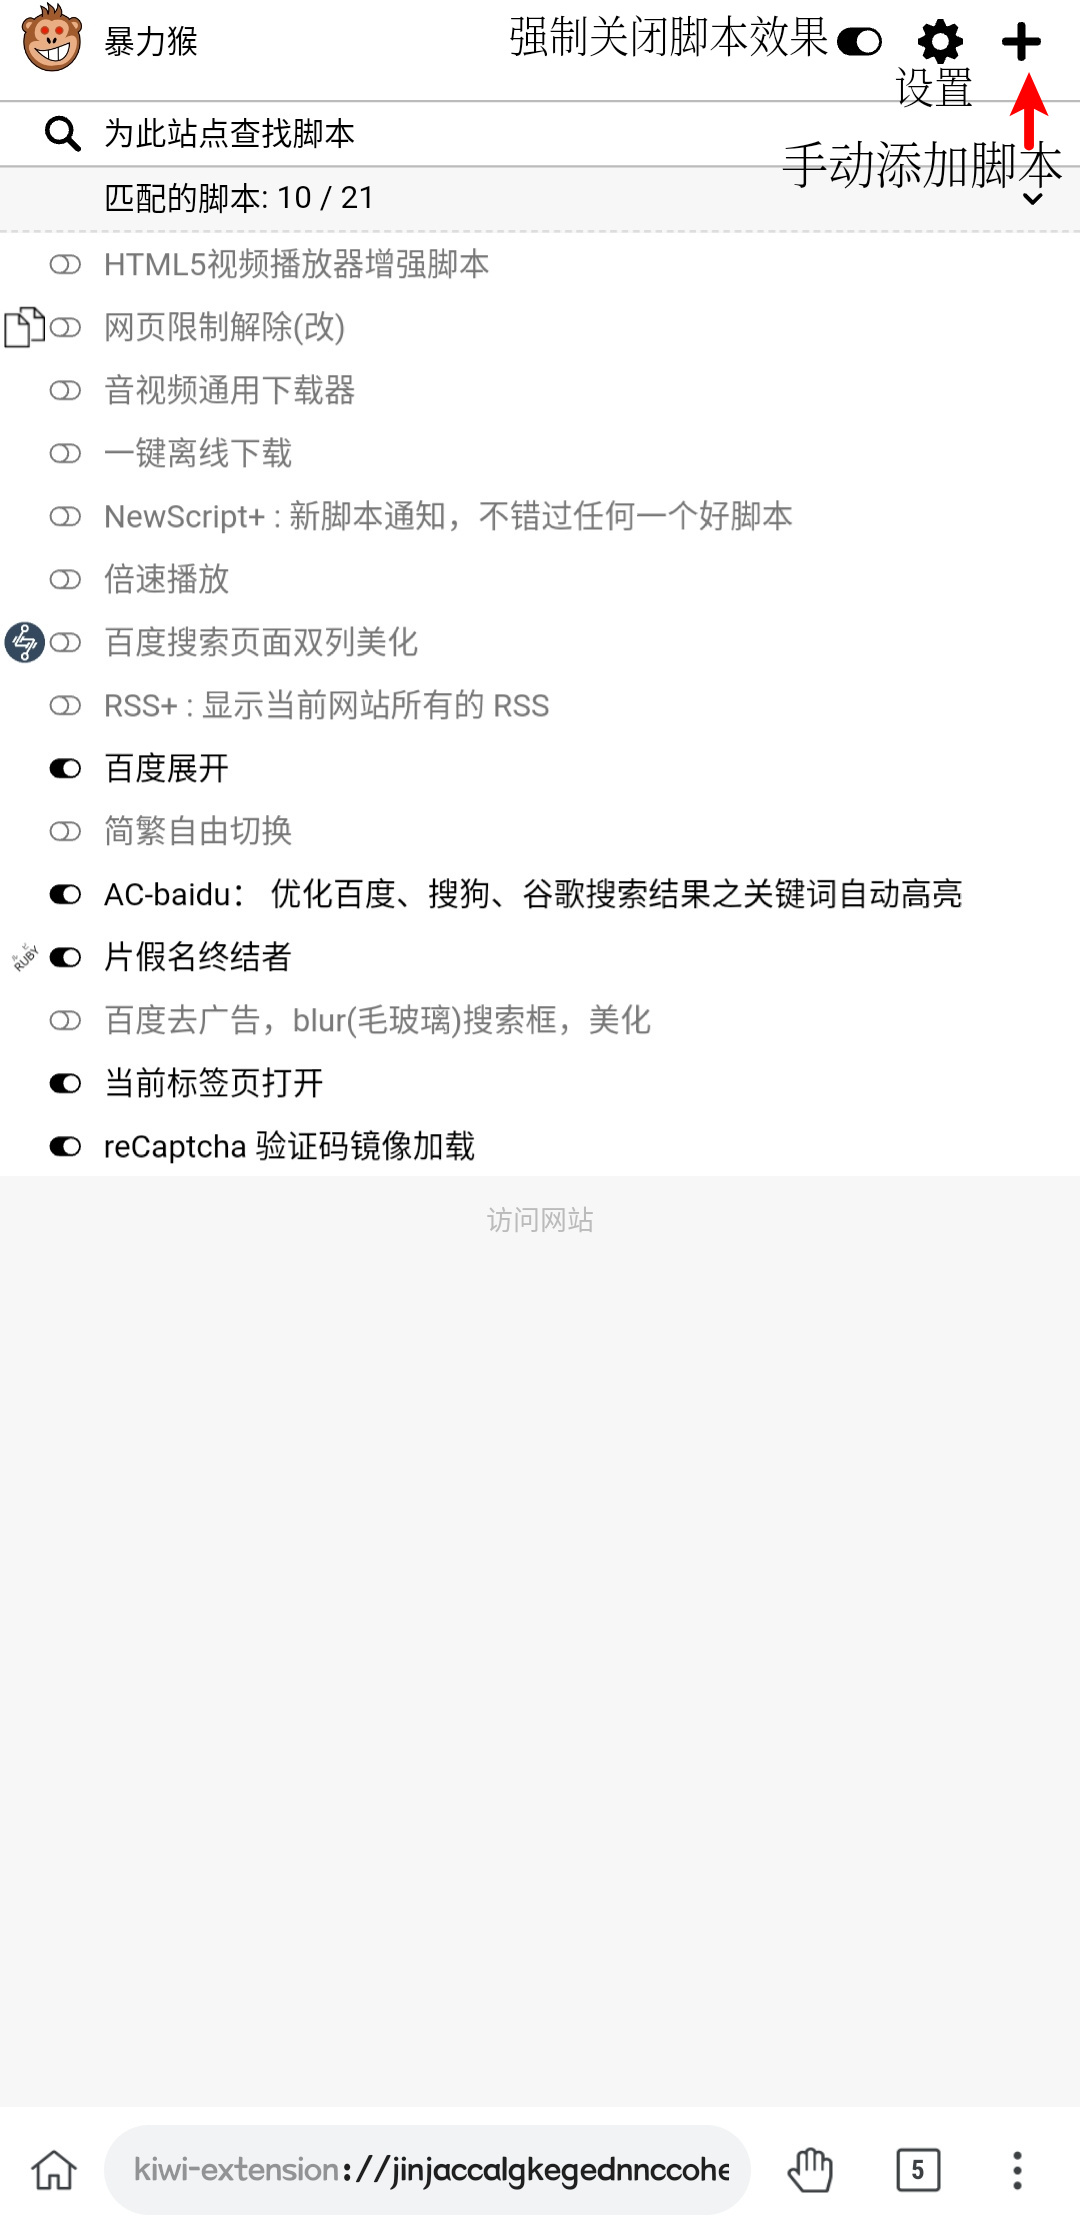 暴力猴
强制关闭脚本效果
设置
为此站点查找脚本
手动添加脚本
匹配的脚本: 10 / 21
HTML5视频播放器增强脚本
网页限制解除(改)
音视频通用下载器
一键离线下载
NewScript+ : 新脚本通知，不错过任何一个好脚本
倍速播放
百度搜索页面双列美化
RSS+ : 显示当前网站所有的 RSS
百度展开
简繁自由切换
AC-baidu： 优化百度、搜狗、谷歌搜索结果之关键词自动高亮
RUBY
片假名终结者
百度去广告，blur(毛玻璃)搜索框，美化
当前标签页打开
reCaptcha 验证码镜像加载
访问网站
kiwi-extension://jinjaccalgkegednnccohe
5